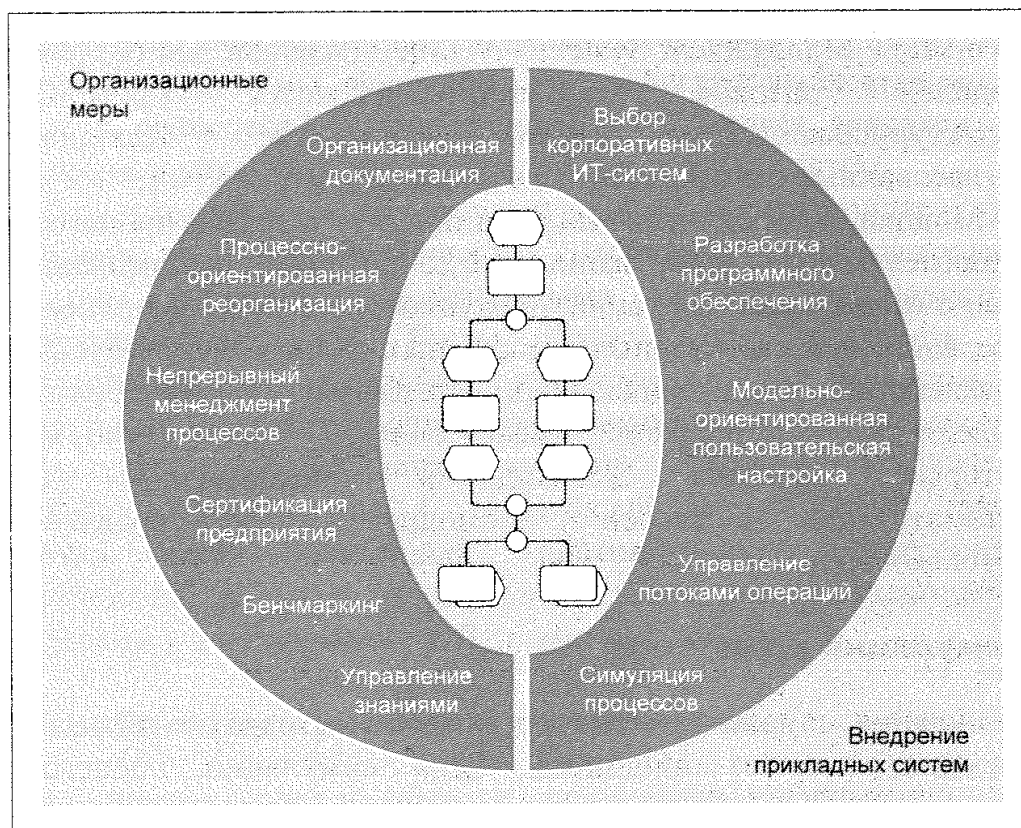 Организационные
меры
Организационная
документация
Процессно-
ориентированная
реорганизация
Непрерывный
менеджмент
процессов
Сертификация
предприятия
Бенчмаркинг
Управление
знаниями
Выбор
корпоративных
ИТ-систем
Разработка
программного
обеспечения
Модельно-
ориентированная
пользовательская
настройка
Управление
потоками операций
Симуляция
процессов
Внедрение
прикладных систем